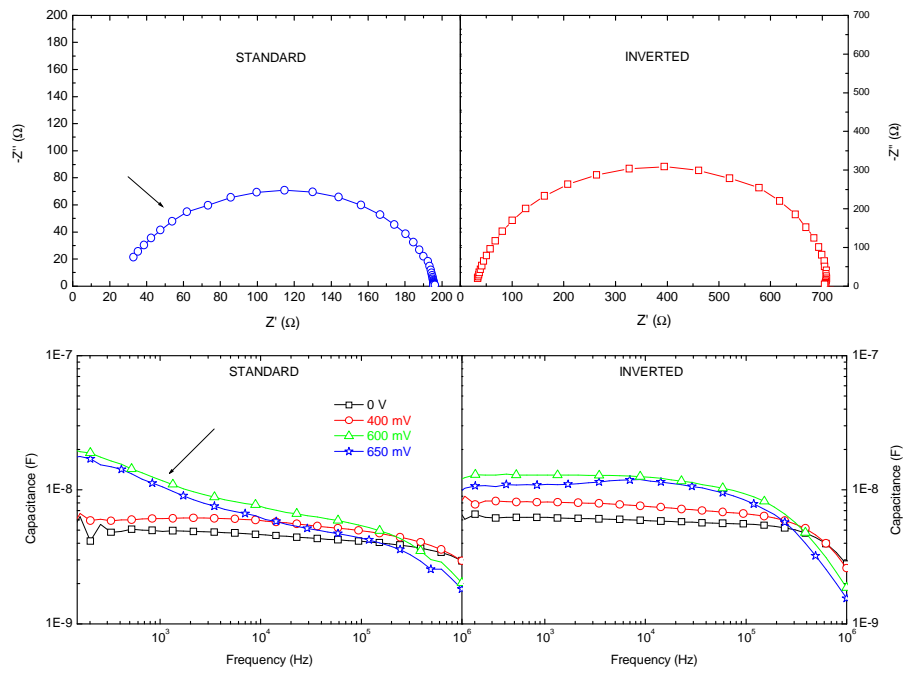 STANDARD
-Z'' (Ω)
200
180
160
140
120
100
80
60
40
20
0
0 20 40 60 80 100 120 140 160 180 200
Z' (Ω)
INVERTED
700
600
500
400
300
200
100
0
-Z'' (Ω)
0 100 200 300 400 500 600 700
Z' (Ω)
STANDARD
1E-7
1E-8
1E-9
Capacitance (F)
0 V
400 mV
600 mV
650 mV
10³ 10⁴ 10⁵ 10⁶
Frequency (Hz)
INVERTED
1E-7
1E-8
1E-9
Capacitance (F)
10³ 10⁴ 10⁵ 10⁶
Frequency (Hz)